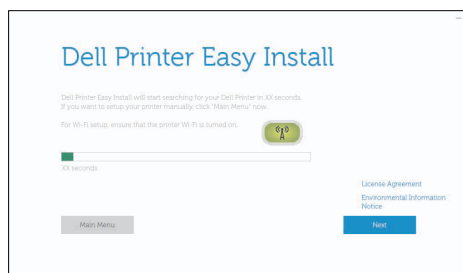 Dell Printer Easy Install
Dell Printer Easy Install will start searching for your Dell Printer in XX seconds.
If you want to setup your printer manually, click "Main Menu" now.
For Wi-Fi setup, ensure that the printer Wi-Fi is turned on.
XX seconds
License Agreement
Environmental Information
Notice
Main Menu
Next